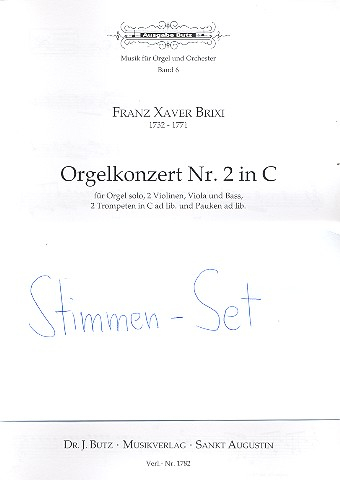 Ausgabe Butz
Musik für Orgel und Orchester
Band 6
FRANZ XAVER BRIXI
1732 - 1771
Orgelkonzert Nr. 2 in C
für Orgel solo, 2 Violinen, Viola und Bass,
2 Trompeten in C ad lib. und Pauken ad lib.
Stimmen - Set
DR. J. BUTZ · MUSIKVERLAG · SANKT AUGUSTIN
Verl.- Nr. 1782